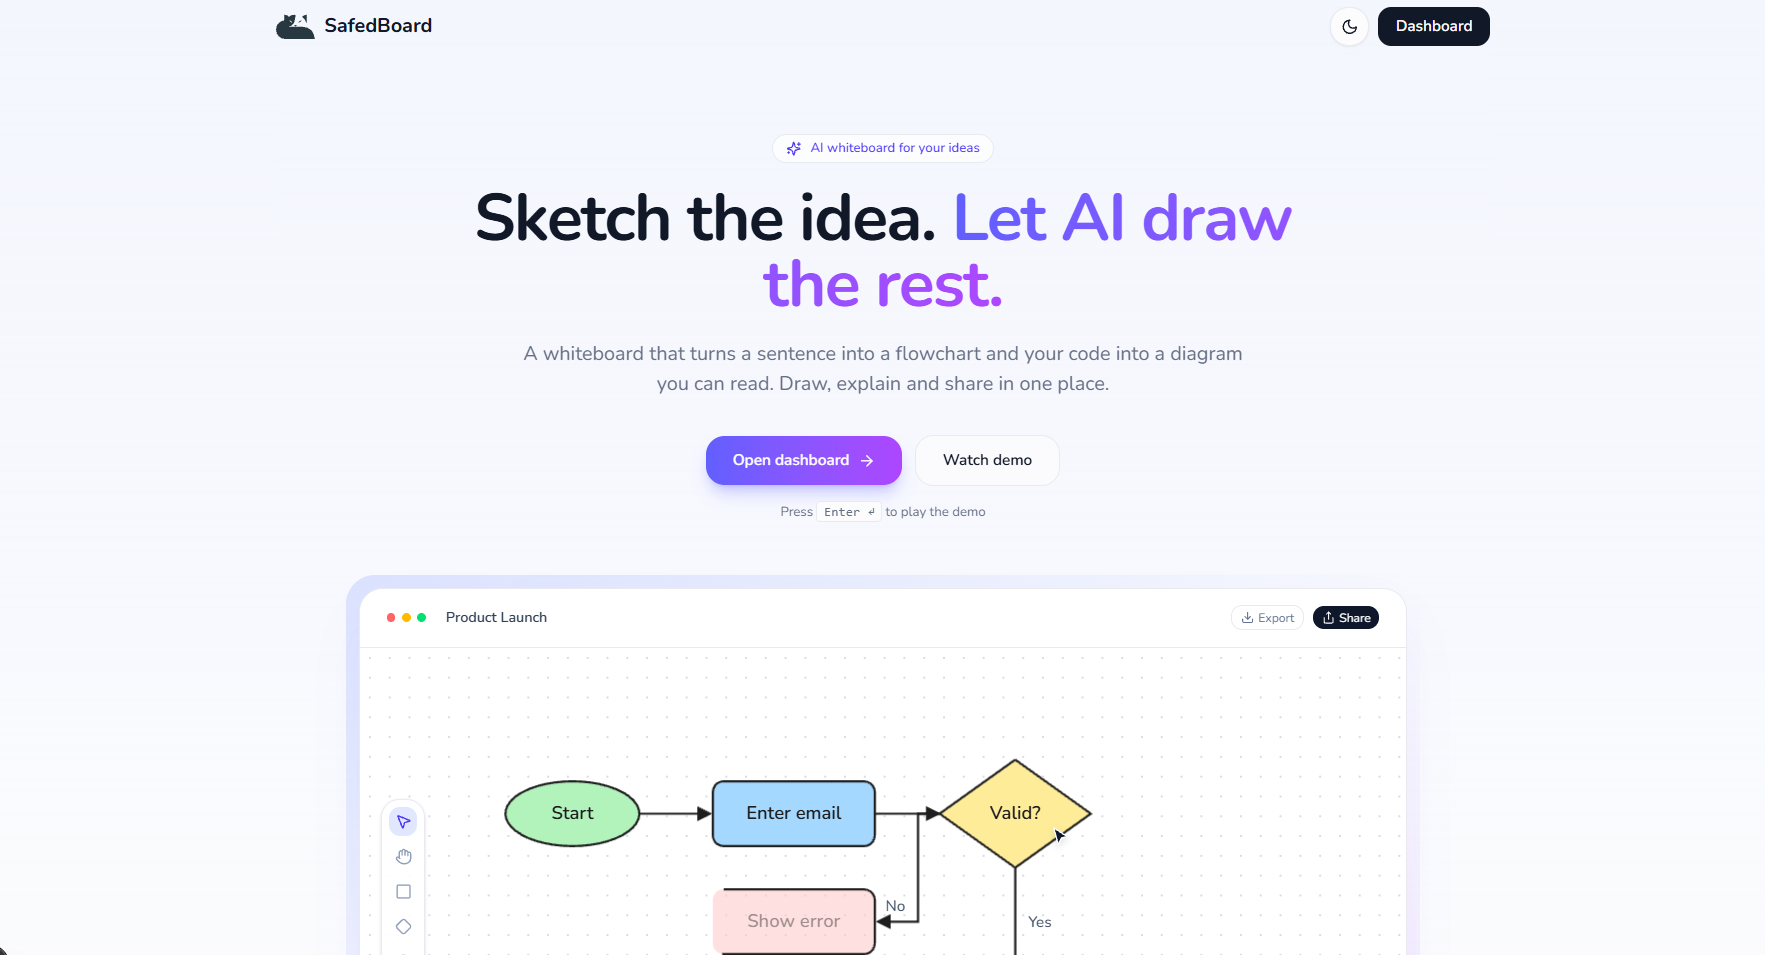 SafedBoard
Dashboard
AI whiteboard for your ideas
Sketch the idea. Let AI draw
the rest.
A whiteboard that turns a sentence into a flowchart and your code into a diagram
you can read. Draw, explain and share in one place.
Open dashboard →
Watch demo
Press Enter ↵ to play the demo
Product Launch
Export
Share
Start
Enter email
Valid?
No
Show error
Yes